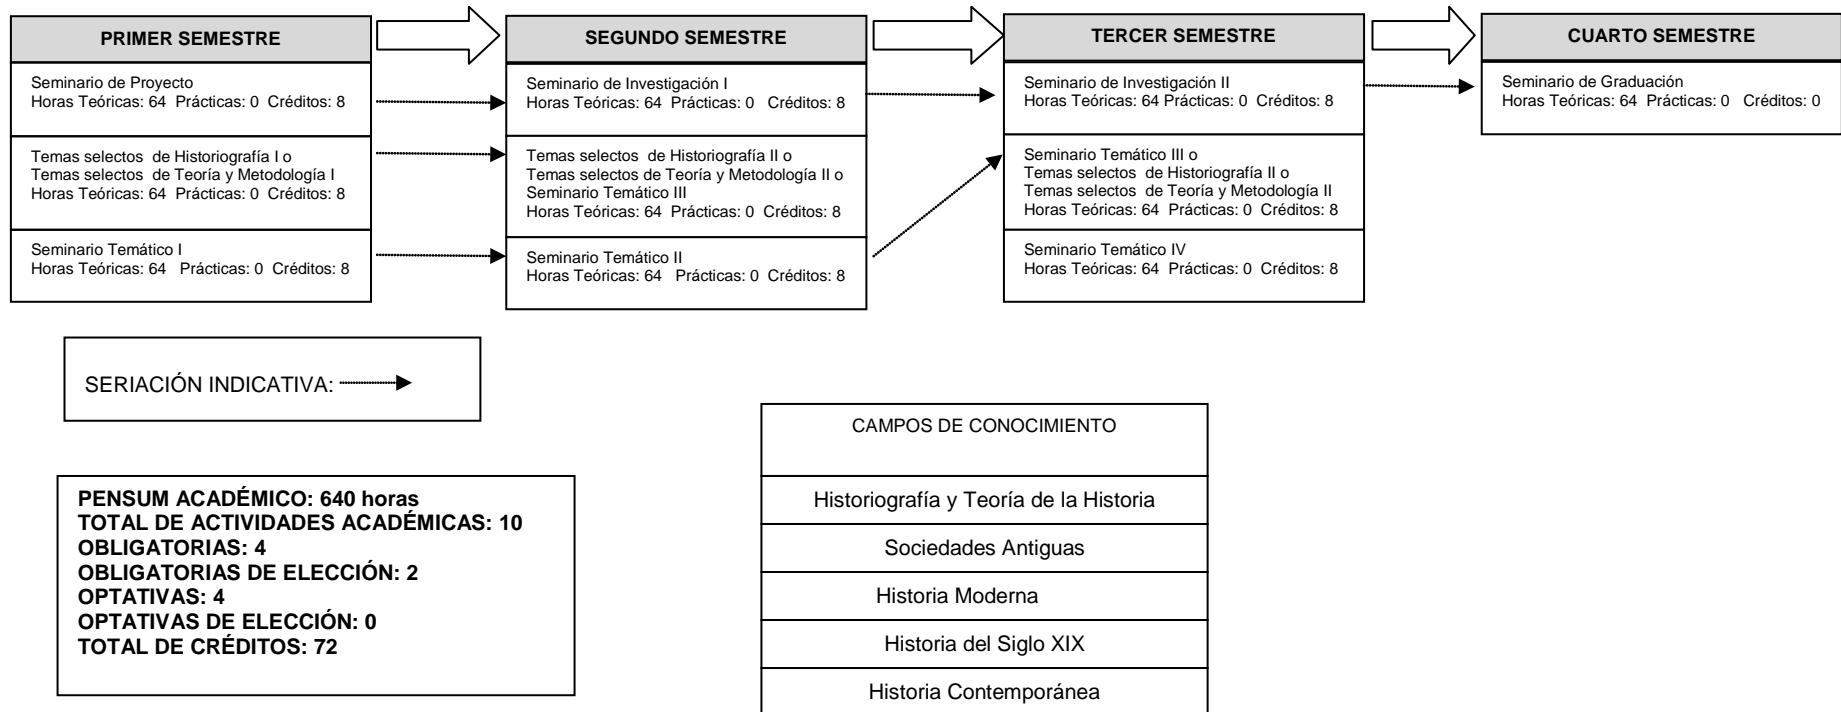 PRIMER SEMESTRE
Seminario de Proyecto
Horas Teóricas: 64 Prácticas: 0 Créditos: 8
Temas selectos de Historiografía I o
Temas selectos de Teoría y Metodología I
Horas Teóricas: 64 Prácticas: 0 Créditos: 8
Seminario Temático I
Horas Teóricas: 64 Prácticas: 0 Créditos: 8
SEGUNDO SEMESTRE
Seminario de Investigación I
Horas Teóricas: 64 Prácticas: 0 Créditos: 8
Temas selectos de Historiografía II o
Temas selectos de Teoría y Metodología II o
Seminario Temático III
Horas Teóricas: 64 Prácticas: 0 Créditos: 8
Seminario Temático II
Horas Teóricas: 64 Prácticas: 0 Créditos: 8
TERCER SEMESTRE
Seminario de Investigación II
Horas Teóricas: 64 Prácticas: 0 Créditos: 8
Seminario Temático III o
Temas selectos de Historiografía II o
Temas selectos de Teoría y Metodología II
Horas Teóricas: 64 Prácticas: 0 Créditos: 8
Seminario Temático IV
Horas Teóricas: 64 Prácticas: 0 Créditos: 8
CUARTO SEMESTRE
Seminario de Graduación
Horas Teóricas: 64 Prácticas: 0 Créditos: 0
SERIACIÓN INDICATIVA:
PENSUM ACADÉMICO: 640 horas
TOTAL DE ACTIVIDADES ACADÉMICAS: 10
OBLIGATORIAS: 4
OBLIGATORIAS DE ELECCIÓN: 2
OPTATIVAS: 4
OPTATIVAS DE ELECCIÓN: 0
TOTAL DE CRÉDITOS: 72
CAMPOS DE CONOCIMIENTO
Historiografía y Teoría de la Historia
Sociedades Antiguas
Historia Moderna
Historia del Siglo XIX
Historia Contemporánea